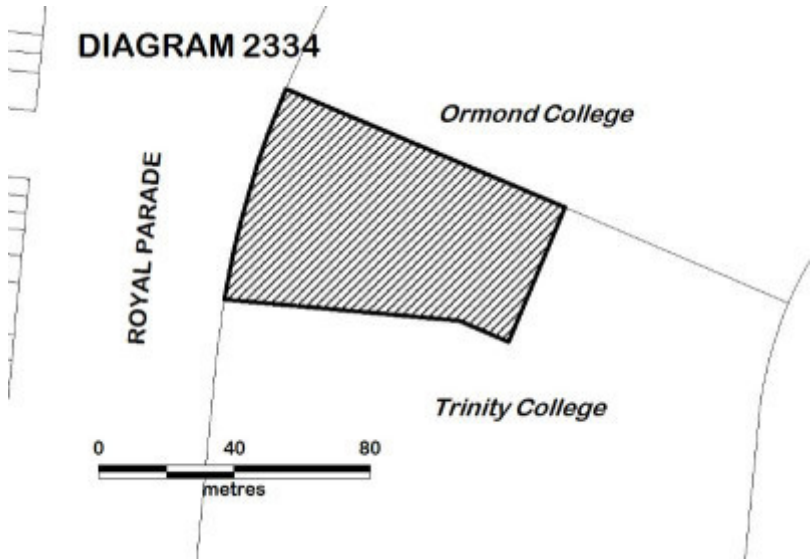 DIAGRAM 2334
Ormond College
ROYAL PARADE
Trinity College
0 40 80
metres